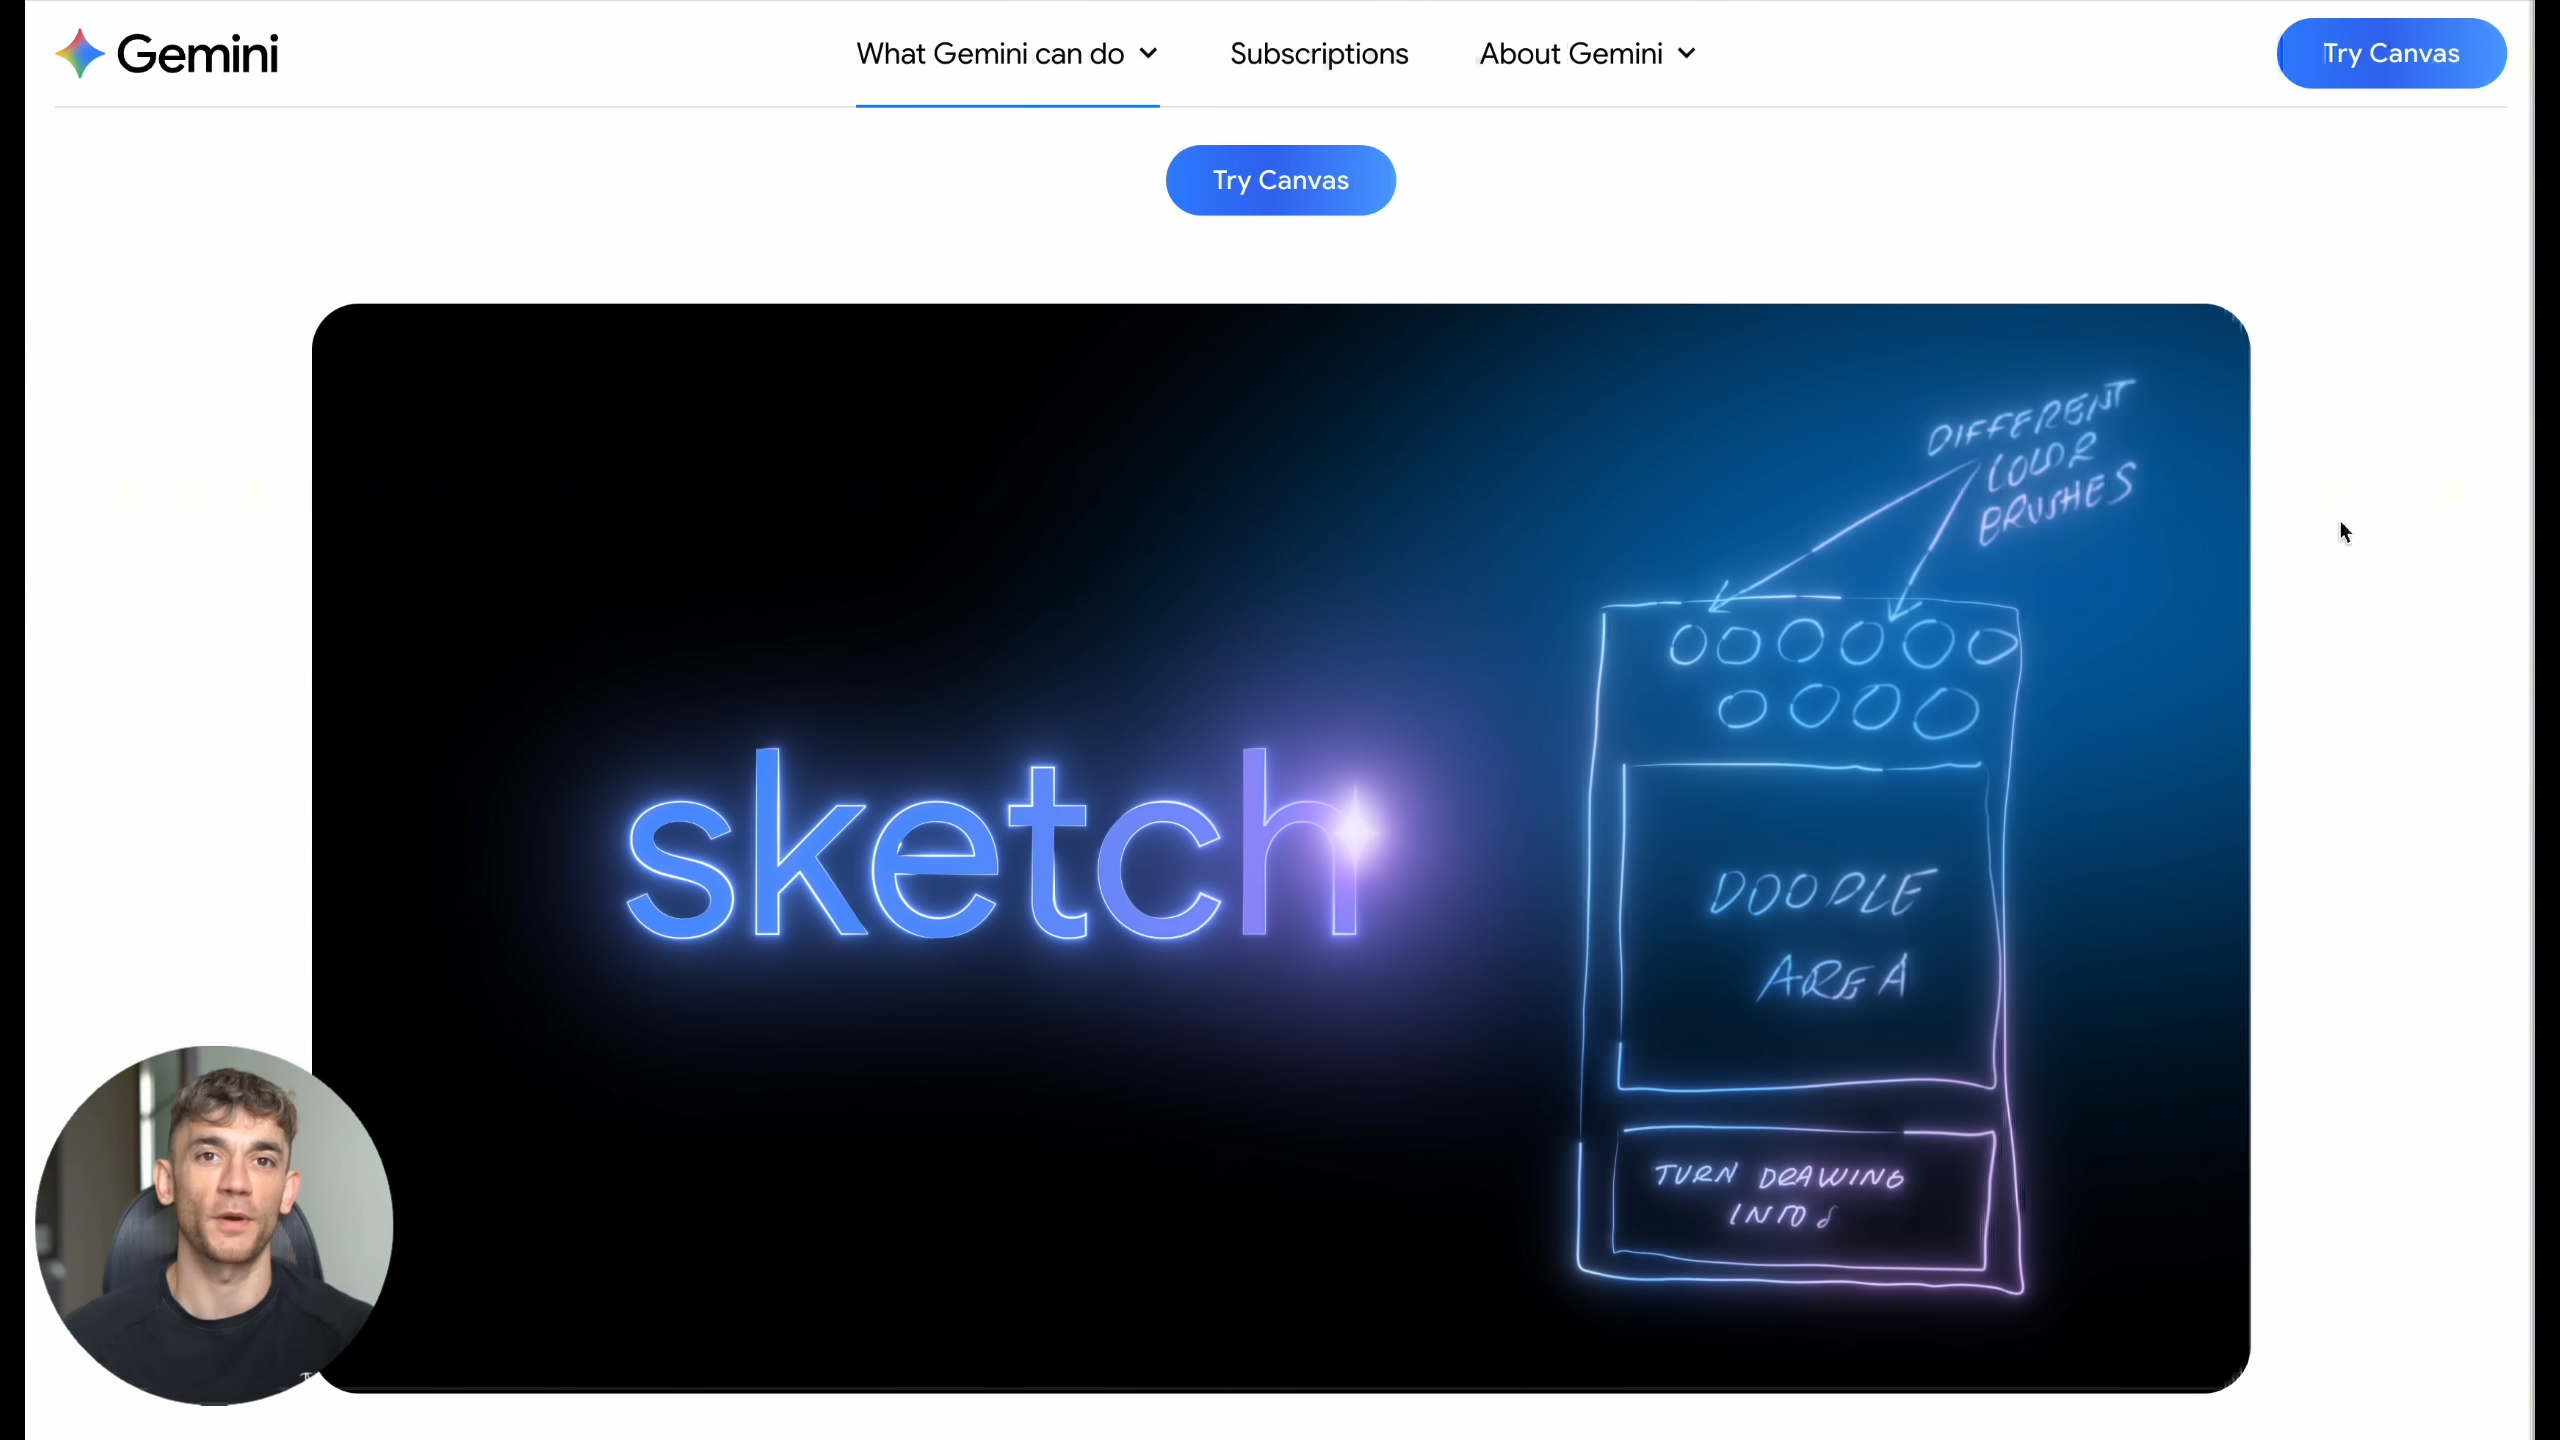 Gemini
What Gemini can do
Subscriptions
About Gemini
Try Canvas
Try Canvas
sketch
DIFFERENT
COLOR
BRUSHES
DOODLE
AREA
TURN DRAWING
INTO